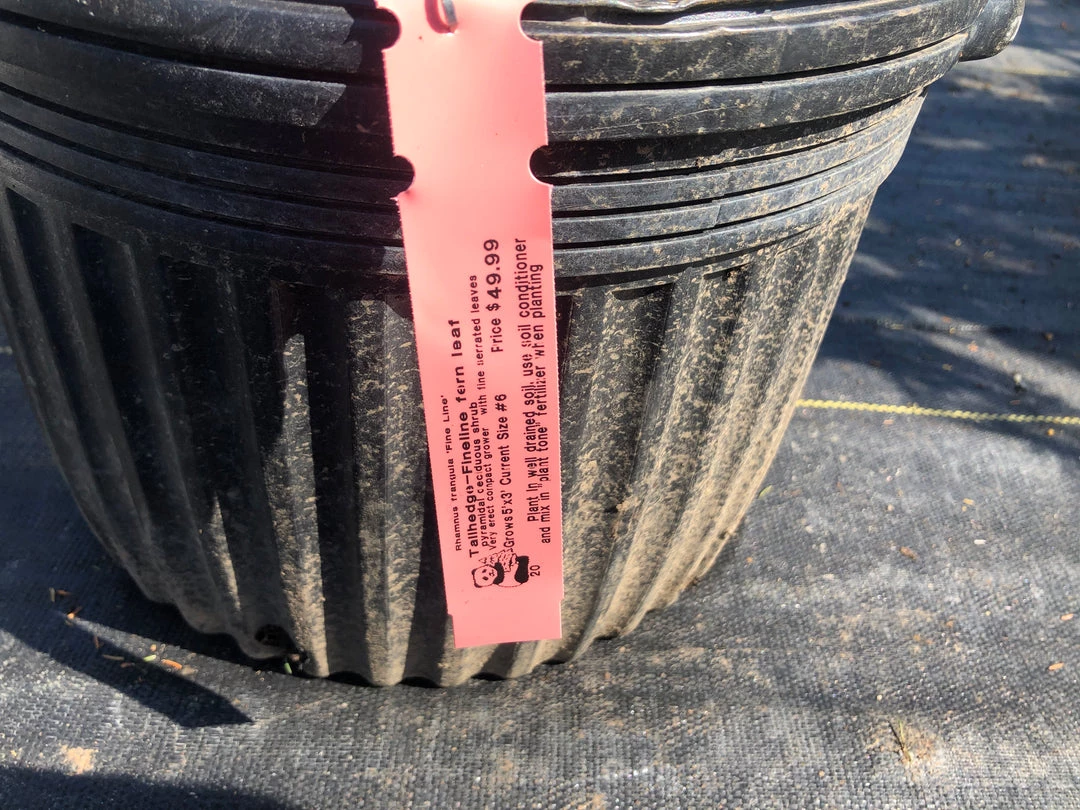 Rhamnus frangula 'Fine Line'
Tallhedge-Fineline fern leaf
pyramidal deciduous shrub
Very erect compact grower with fine serrated leaves
Grows 5'x3' Current Size #6 Price $49.99
Plant in well drained soil, use soil conditioner
and mix in "plant tone" fertilizer when planting
20